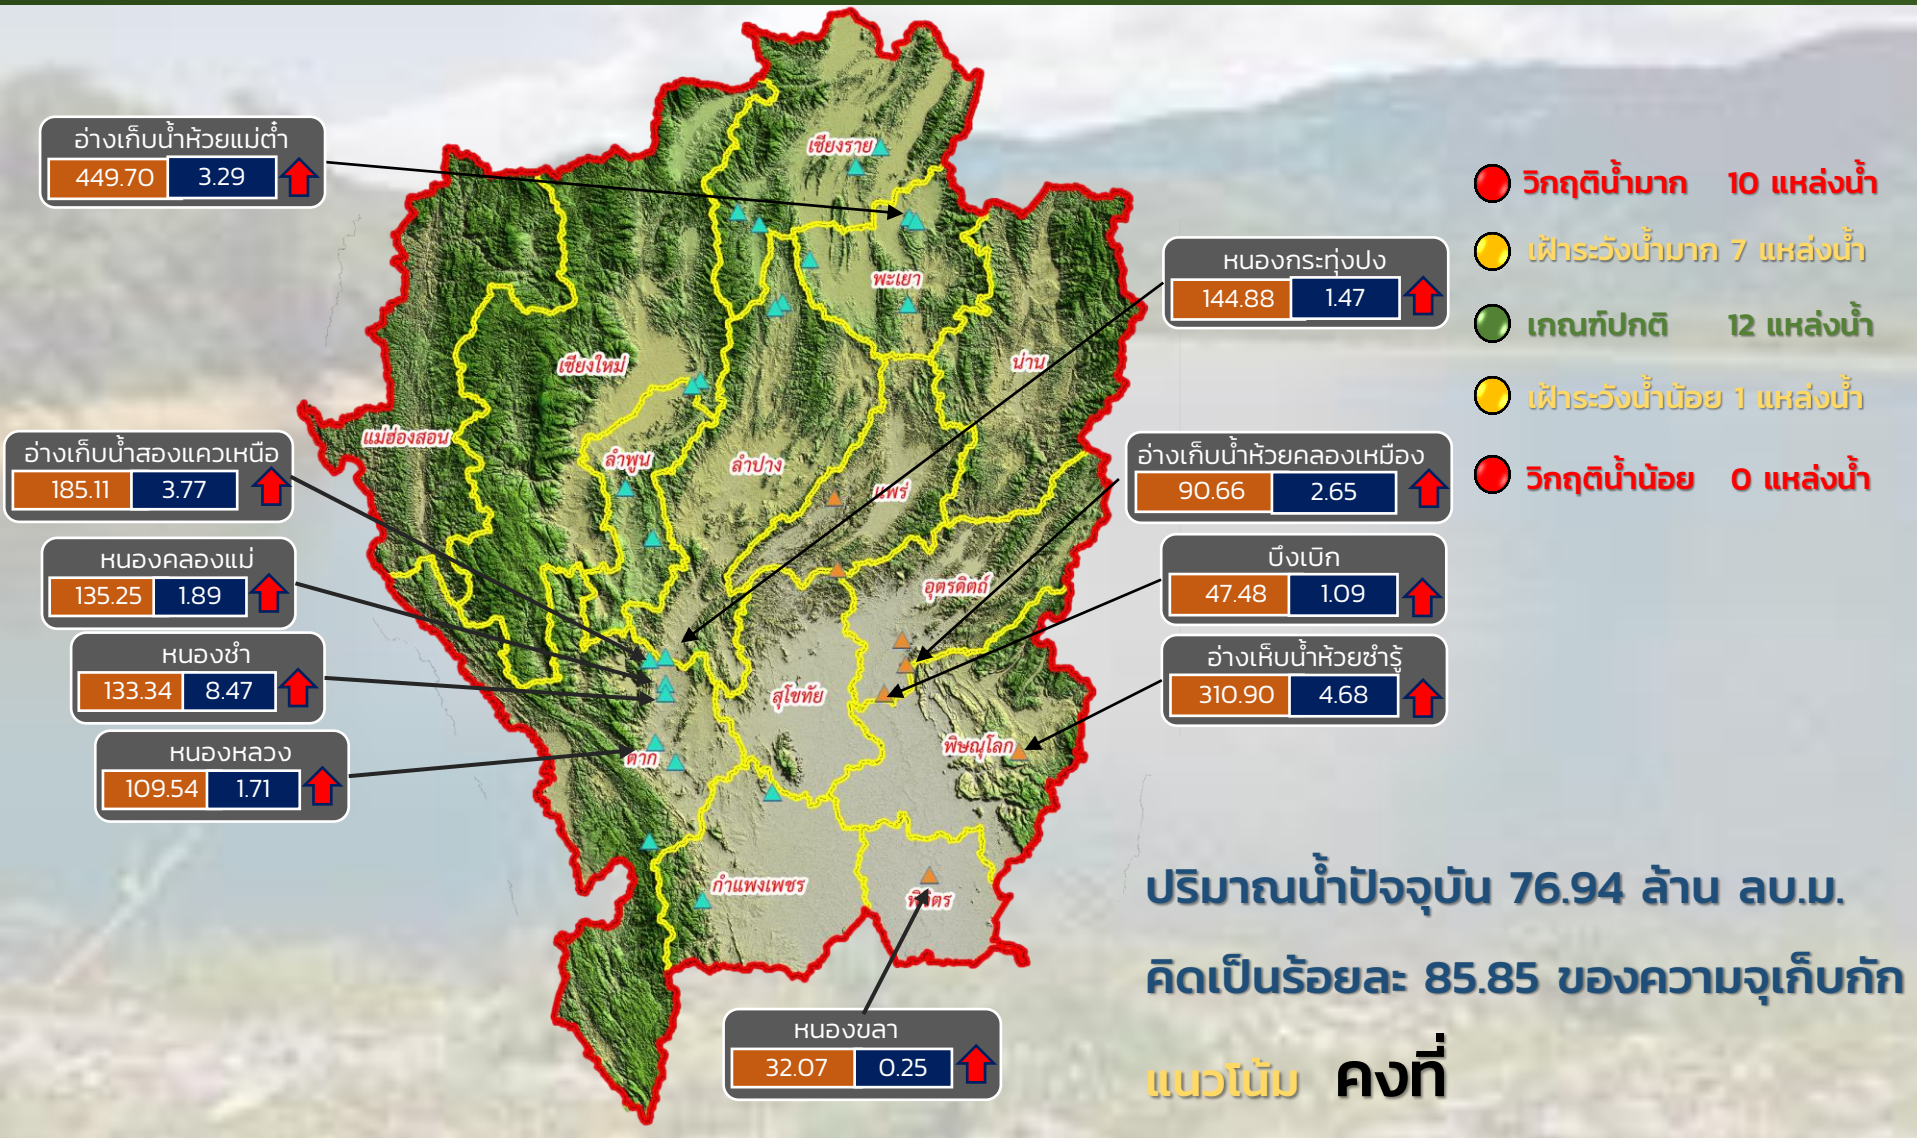 อ่างเก็บน้ำห้วยแม่ต๋ำ
449.70 3.29
อ่างเก็บน้ำสองแควเหนือ
185.11 3.77
หนองคลองแม่
135.25 1.89
หนองชำ
133.34 8.47
หนองหลวง
109.54 1.71
เชียงราย
พะเยา
น่าน
เชียงใหม่
แม่ฮ่องสอน
ลำพูน
ลำปาง
แพร่
อุตรดิตถ์
สุโขทัย
ตาก
พิษณุโลก
กำแพงเพชร
พิจิตร
หนองขลา
32.07 0.25
หนองกระทุ่งปง
144.88 1.47
อ่างเก็บน้ำห้วยคลองเหมือง
90.66 2.65
บึงเบิก
47.48 1.09
อ่างเห็บน้ำห้วยซำรู้
310.90 4.68
วิกฤติน้ำมาก 10 แหล่งน้ำ
เฝ้าระวังน้ำมาก 7 แหล่งน้ำ
เกณฑ์ปกติ 12 แหล่งน้ำ
เฝ้าระวังน้ำน้อย 1 แหล่งน้ำ
วิกฤติน้ำน้อย 0 แหล่งน้ำ
ปริมาณน้ำปัจจุบัน 76.94 ล้าน ลบ.ม.
คิดเป็นร้อยละ 85.85 ของความจุเก็บกัก
แนวโน้ม คงที่